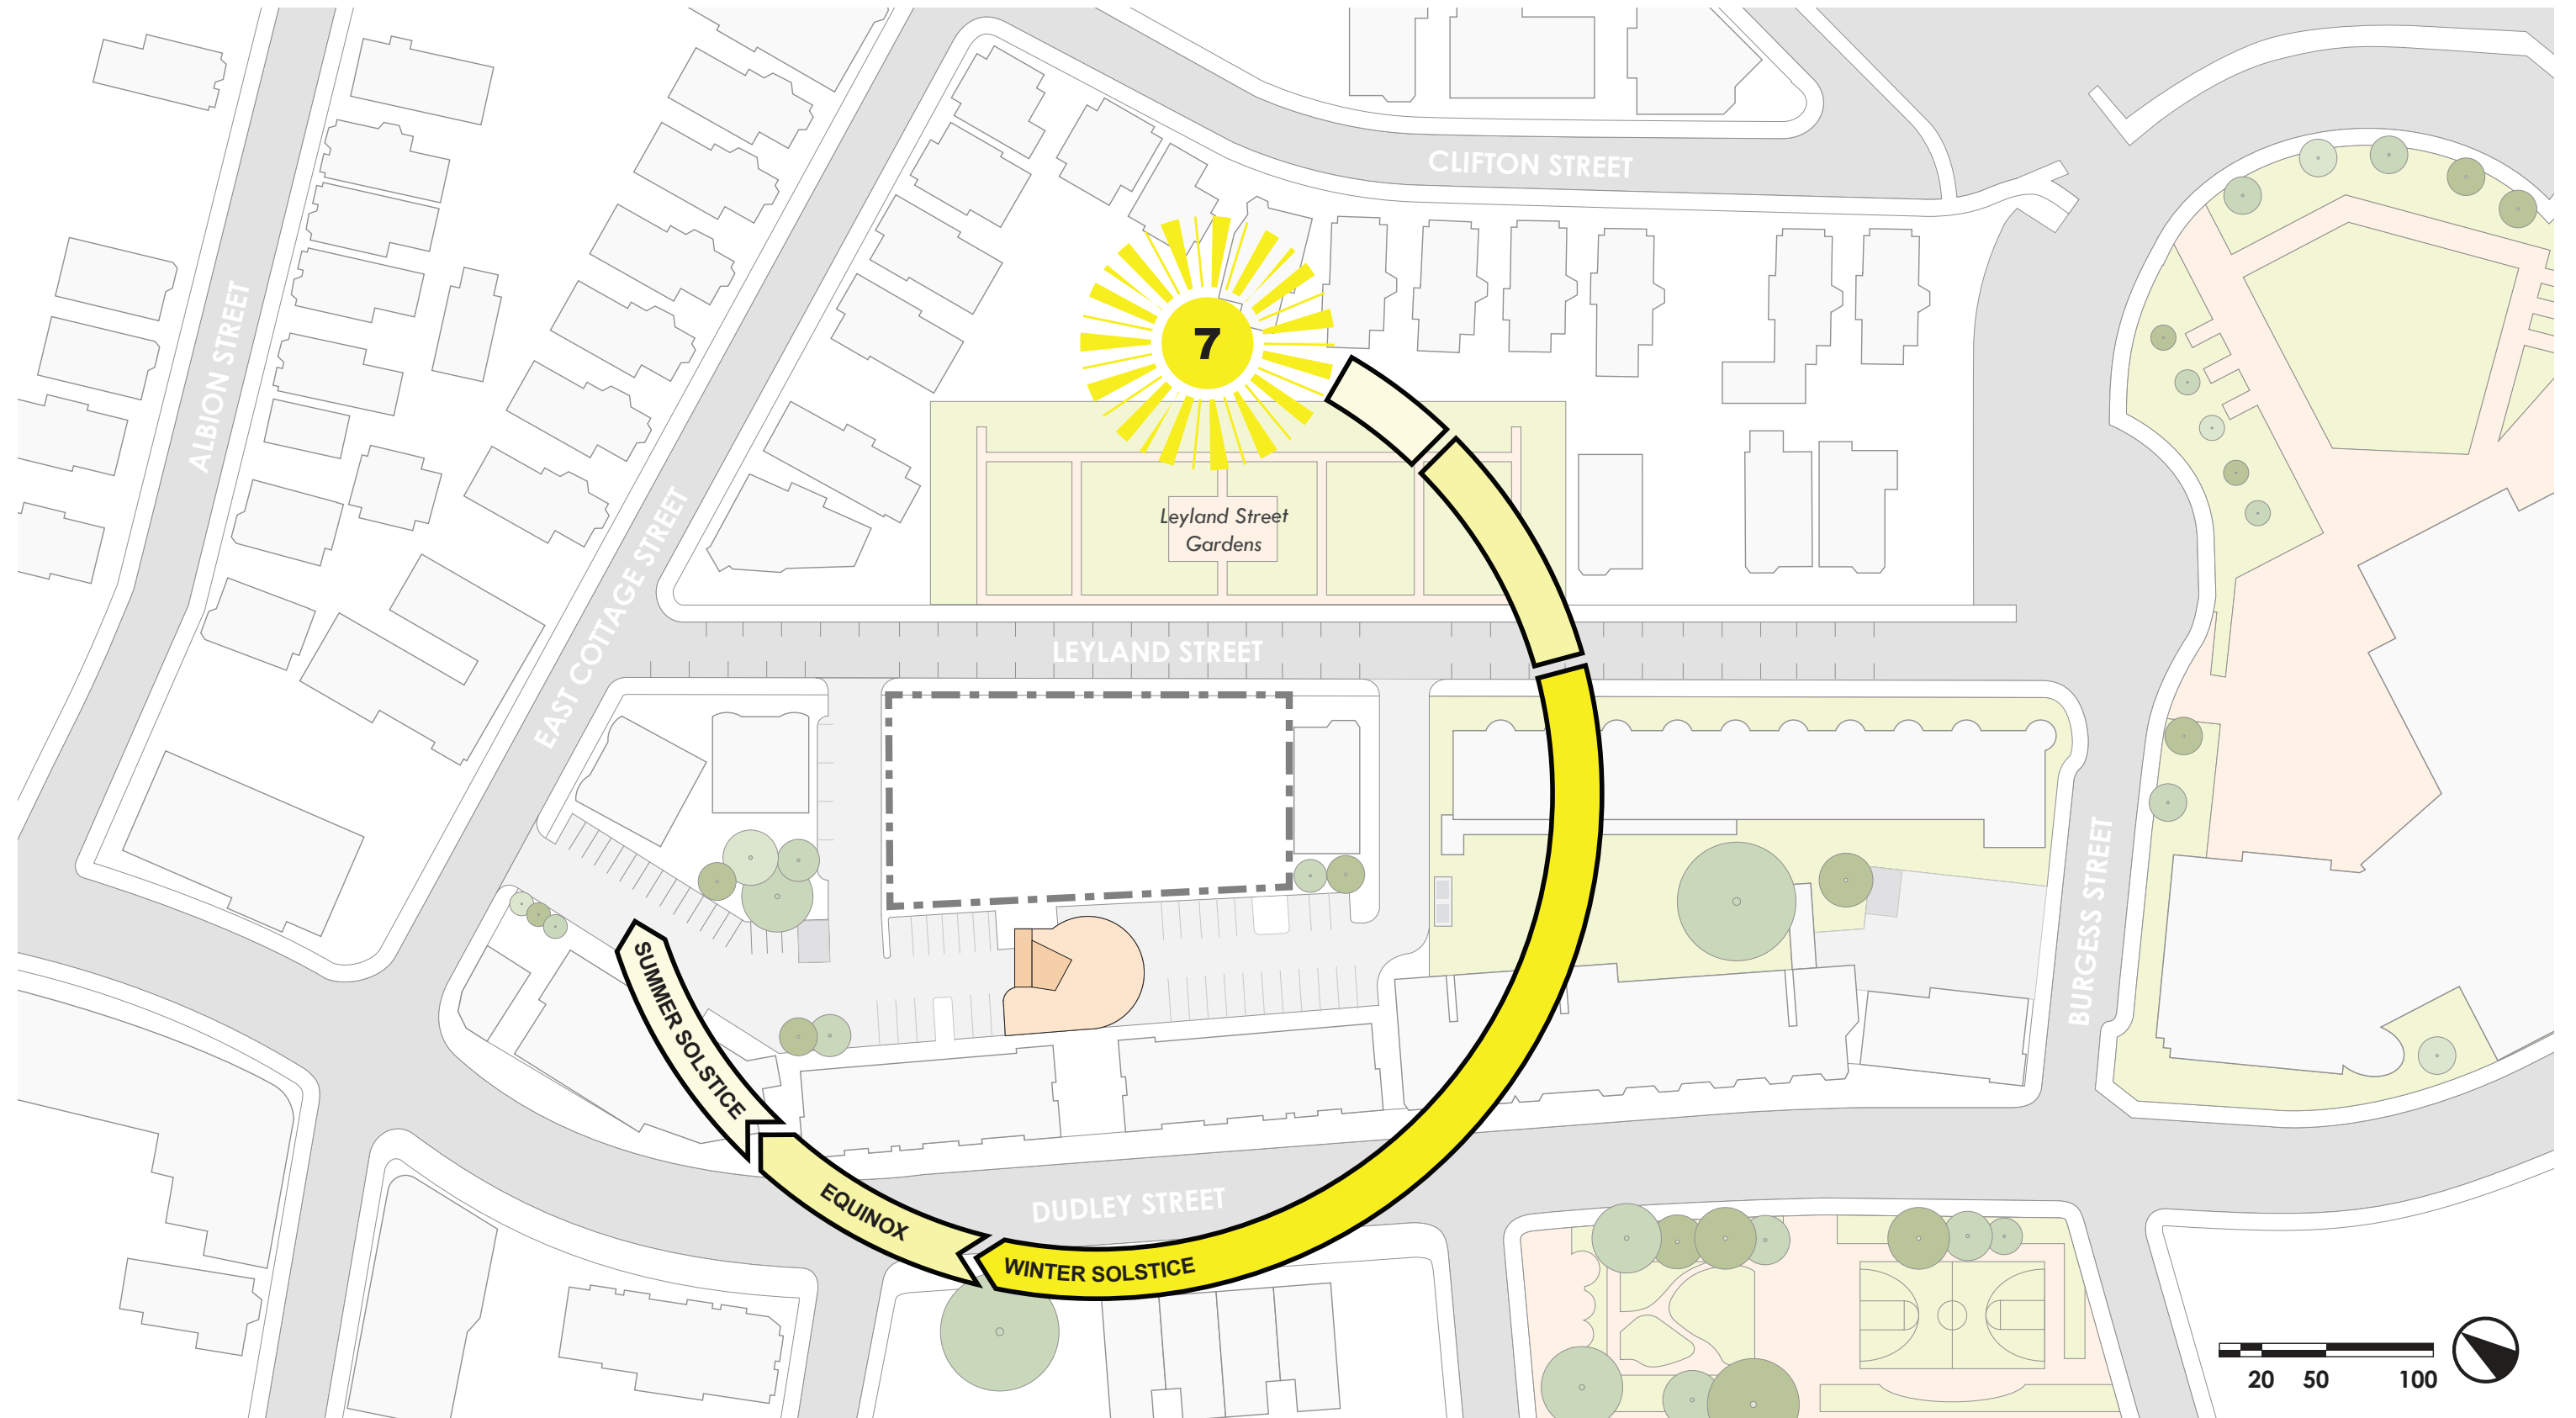 CLIFTON STREET
ALBION STREET
7
Leyland Street
Gardens
EAST COTTAGE STREET
LEYLAND STREET
BURGESS STREET
SUMMER SOLSTICE
EQUINOX
DUDLEY STREET
WINTER SOLSTICE
20 50 100